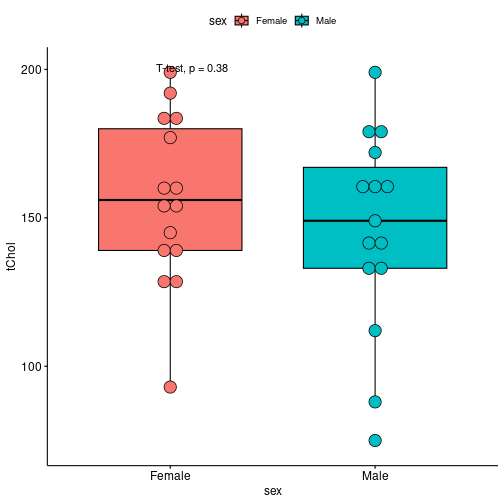 sex Female Male
T-test, p = 0.38
200
150
100
tChol
Female Male
sex